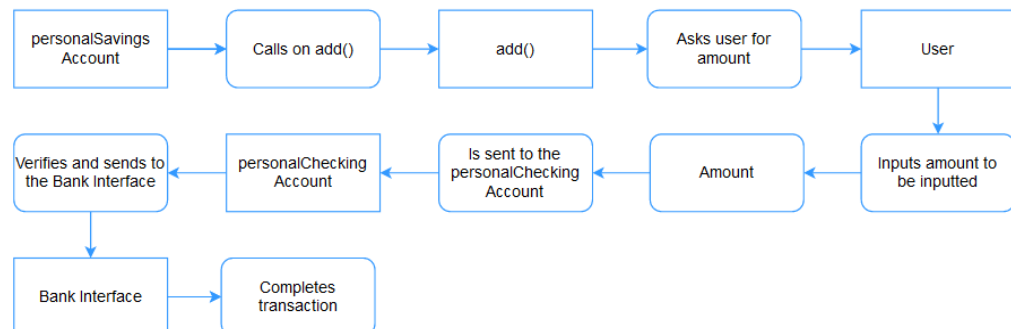 personalSavings
Account
Calls on add()
add()
Asks user for
amount
User
Verifies and sends to
the Bank Interface
personalChecking
Account
Is sent to the
personalChecking
Account
Amount
Inputs amount to
be inputted
Bank Interface
Completes
transaction